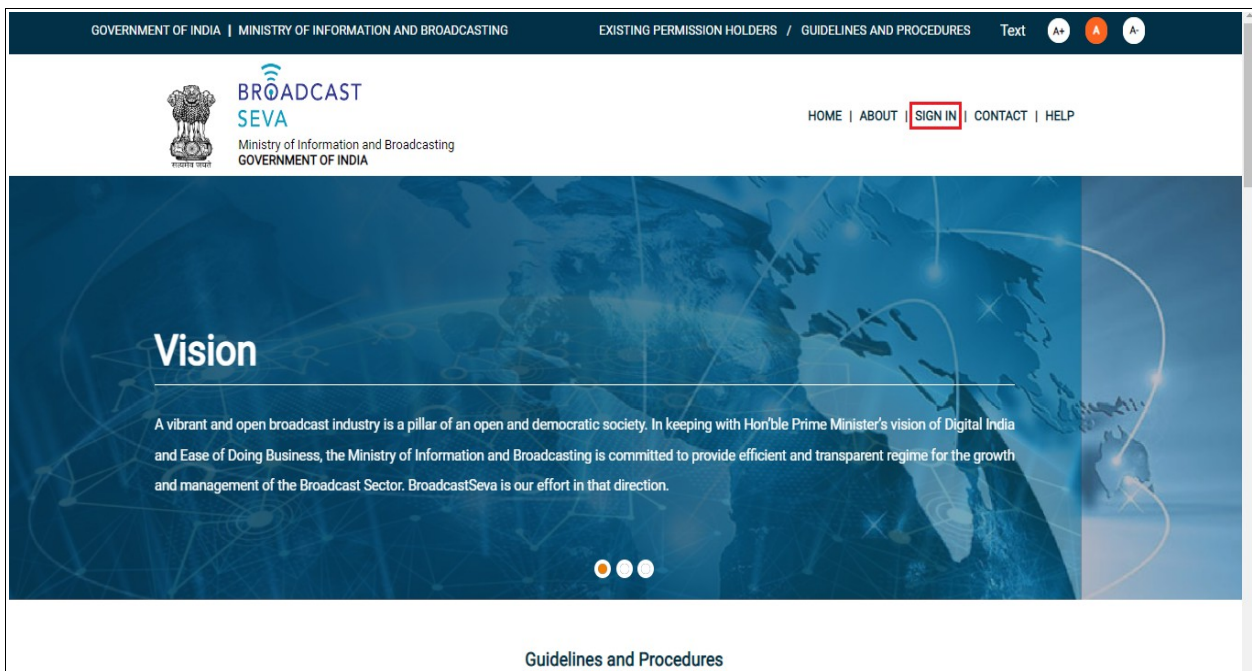 GOVERNMENT OF INDIA | MINISTRY OF INFORMATION AND BROADCASTING EXISTING PERMISSION HOLDERS / GUIDELINES AND PROCEDURES Text A+ A A-
BROADCAST
SEVA
Ministry of Information and Broadcasting
GOVERNMENT OF INDIA
सत्यमेव जयते
HOME | ABOUT | SIGN IN | CONTACT | HELP
Vision
A vibrant and open broadcast industry is a pillar of an open and democratic society. In keeping with Hon'ble Prime Minister's vision of Digital India
and Ease of Doing Business, the Ministry of Information and Broadcasting is committed to provide efficient and transparent regime for the growth
and management of the Broadcast Sector. BroadcastSeva is our effort in that direction.
Guidelines and Procedures